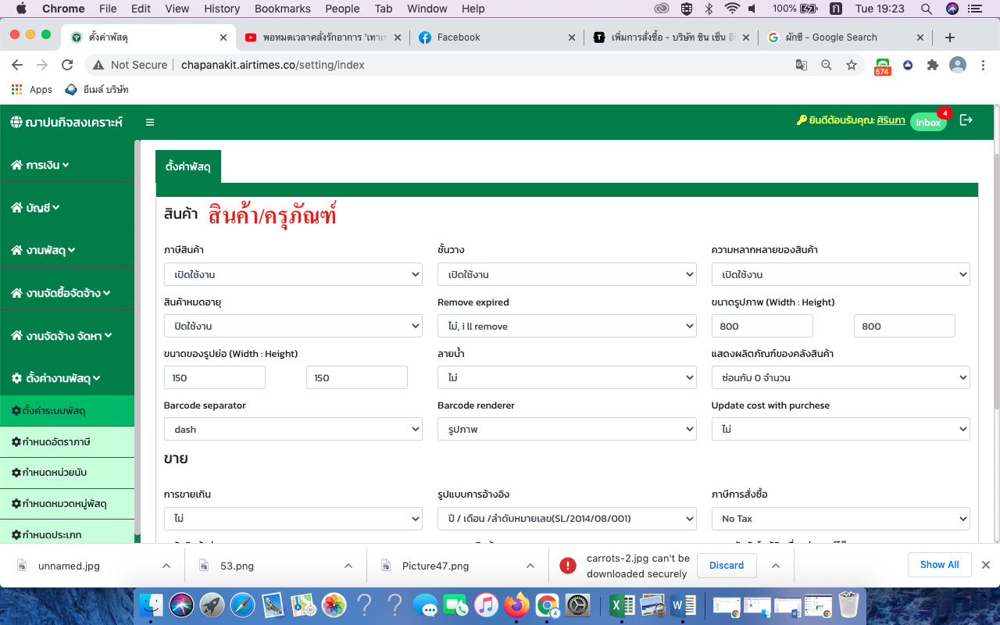 Chrome File Edit View History Bookmarks People Tab Window Help 100% ก Tue 19:23
ตั้งค่าพัสดุ พอหมดเวลาคลั่งรักอาการ 'เทาเ Facebook เพิ่มการสั่งซื้อ - บริษัท ซิน เซ็น อิ ผักชี - Google Search
Not Secure chapanakit.airtimes.co/setting/index 574
Apps อีเมล์ บริษัท
ฌาปนกิจสงเคราะห์ ยินดีต้อนรับคุณ: ศิรินภา Inbox 4
การเงิน
บัญชี
งานพัสดุ
งานจัดซื้อจัดจ้าง
งานจัดจ้าง จัดหา
ตั้งค่างานพัสดุ
ตั้งค่าระบบพัสดุ
กำหนดอัตราภาษี
กำหนดหน่วยนับ
กำหนดหมวดหมู่พัสดุ
กำหนดประเภท
ตั้งค่าพัสดุ
สินค้า สินค้า/ครุภัณฑ์
ภาษีสินค้า ชั้นวาง ความหลากหลายของสินค้า
เปิดใช้งาน เปิดใช้งาน เปิดใช้งาน
สินค้าหมดอายุ Remove expired ขนาดรูปภาพ (Width : Height)
ปิดใช้งาน ไม่, i ll remove 800 800
ขนาดของรูปย่อ (Width : Height) ลายน้ำ แสดงผลิตภัณฑ์ของคลังสินค้า
150 150 ไม่ ซ่อนกับ 0 จำนวน
Barcode separator Barcode renderer Update cost with purchese
dash รูปภาพ ไม่
ขาย
การขายเกิน รูปแบบการอ้างอิง ภาษีการสั่งซื้อ
ไม่ ปี / เดือน /ลำดับหมายเลข(SL/2014/08/001) No Tax
unnamed.jpg 53.png Picture47.png carrots-2.jpg can't be downloaded securely Discard Show All
4